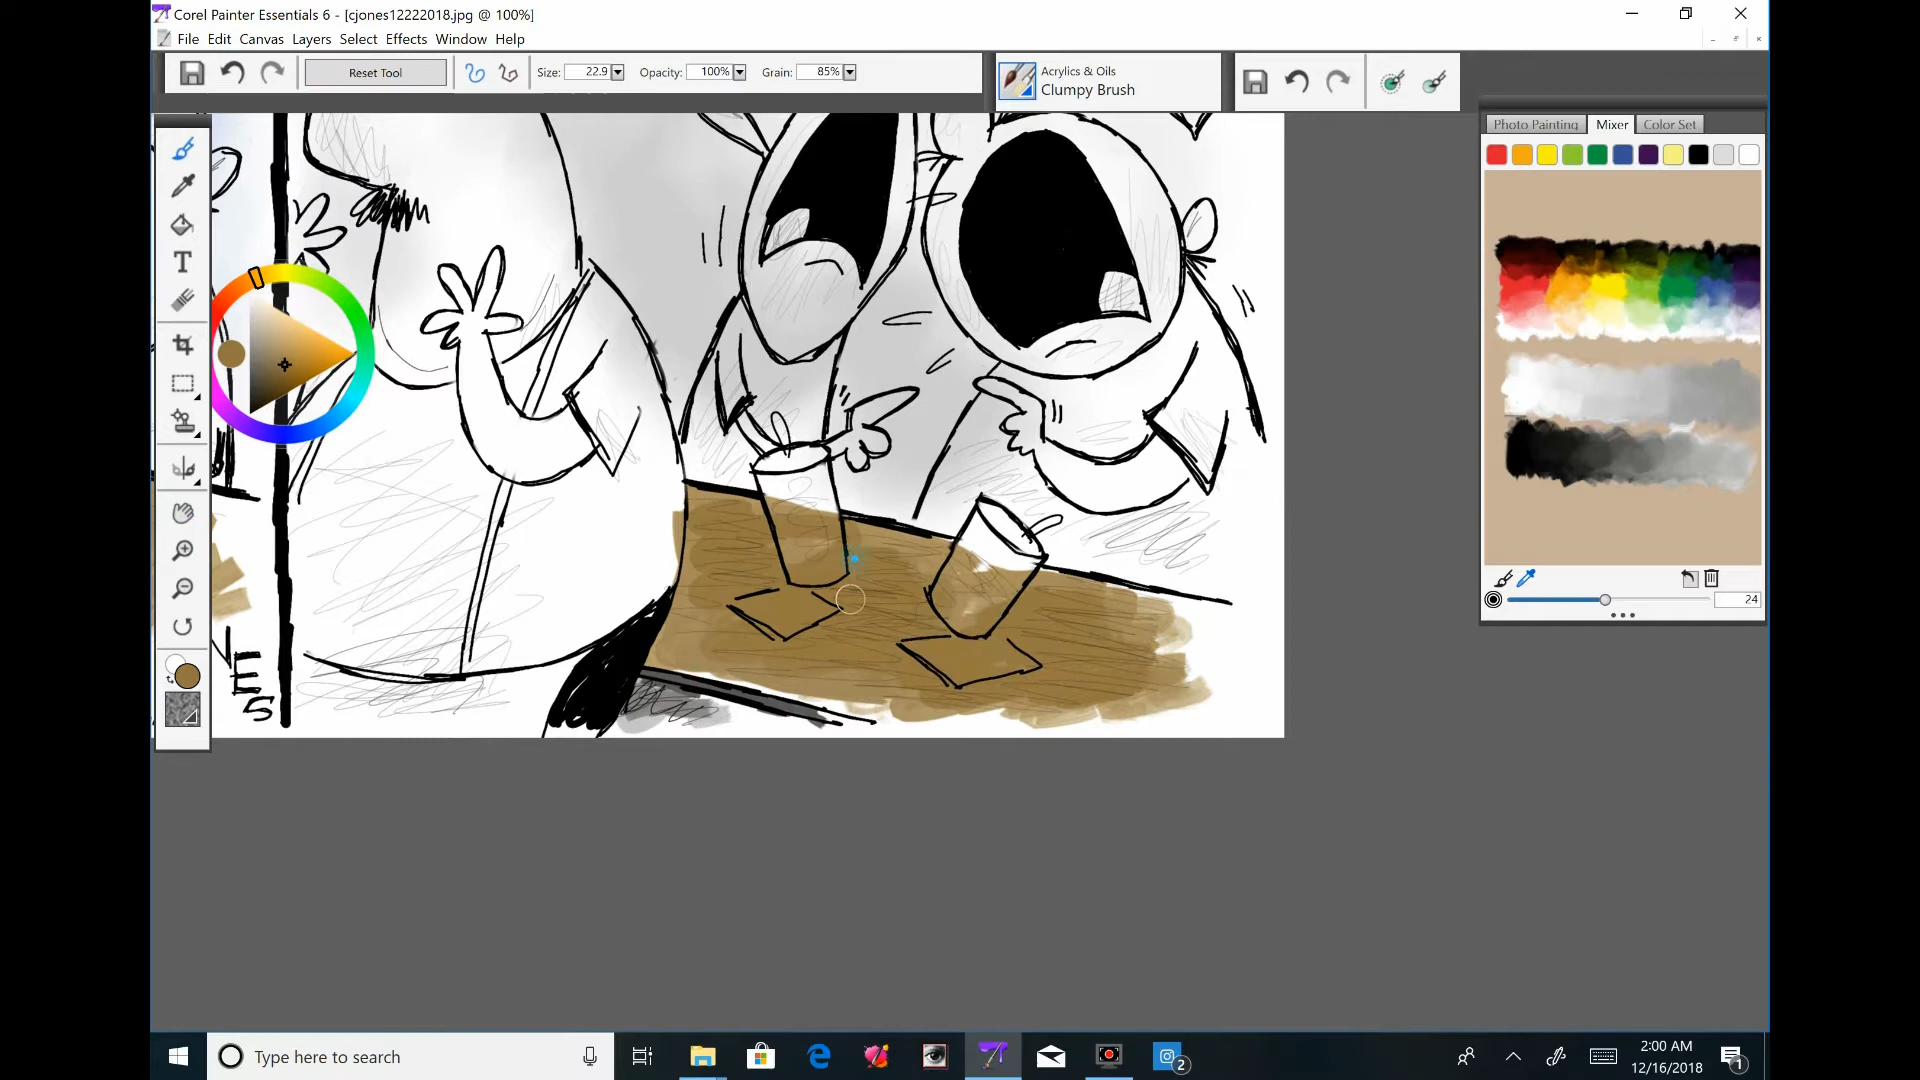 Corel Painter Essentials 6 - [cjones12222018.jpg @ 100%]
File Edit Canvas Layers Select Effects Window Help
Reset Tool Size: 22.9 Opacity: 100% Grain: 85%
Acrylics & Oils
Clumpy Brush
Photo Painting Mixer Color Set
T
24
N
E
S
Type here to search
2
2:00 AM
12/16/2018
1